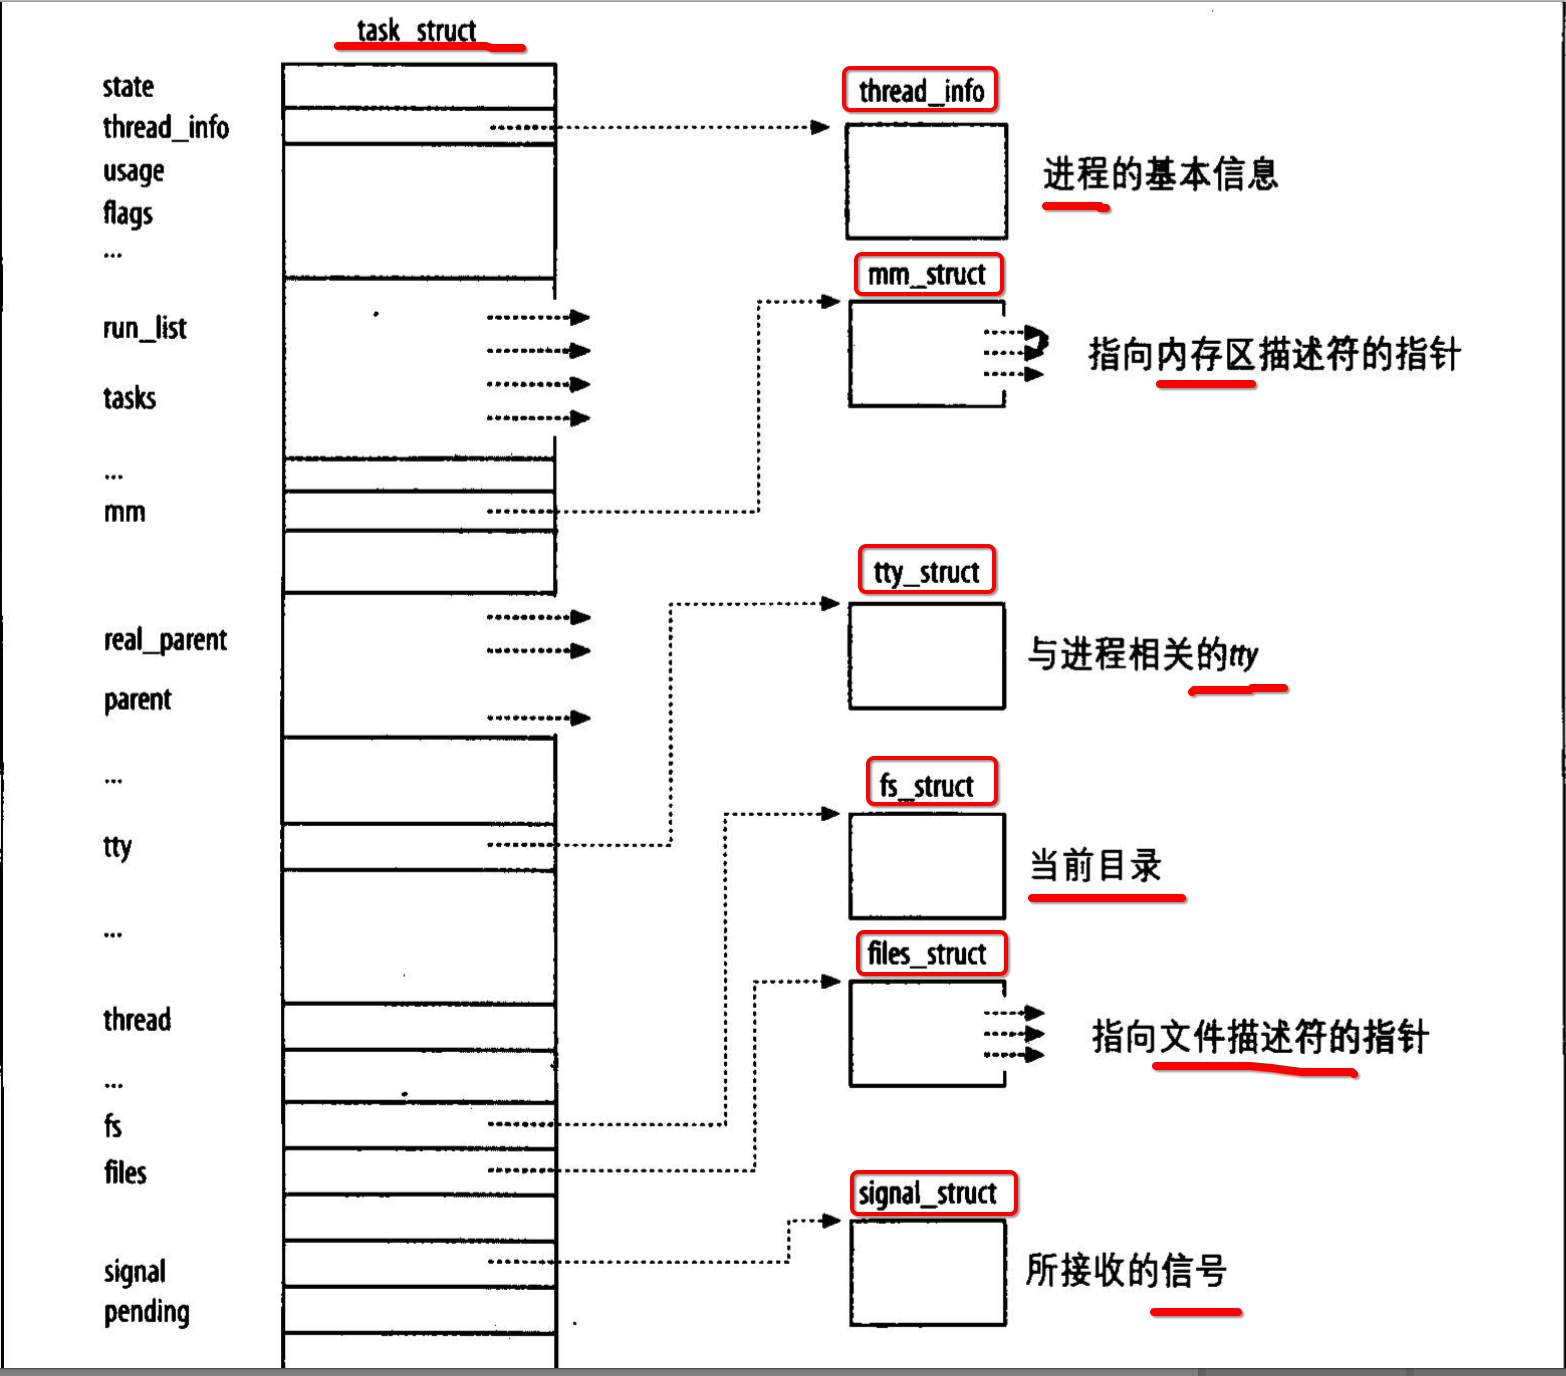 task_struct
state
thread_info
usage
flags
...
run_list
tasks
...
mm
real_parent
parent
...
tty
...
thread
...
fs
files
signal
pending
thread_info
进程的基本信息
mm_struct
指向内存区描述符的指针
tty_struct
与进程相关的tty
fs_struct
当前目录
files_struct
指向文件描述符的指针
signal_struct
所接收的信号